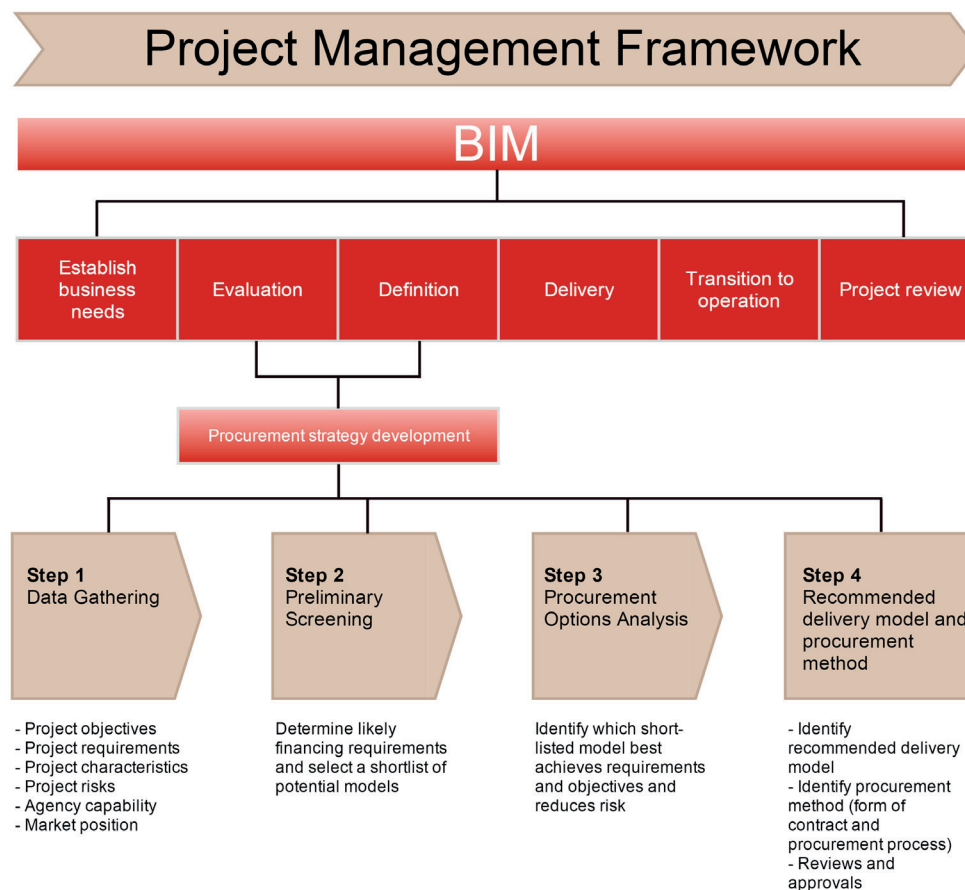 Project Management Framework
BIM
Establish
business
needs
Evaluation
Definition
Delivery
Transition to
operation
Project review
Procurement strategy development
Step 1
Data Gathering
Step 2
Preliminary
Screening
Step 3
Procurement
Options Analysis
Step 4
Recommended
delivery model and
procurement
method
- Project objectives
- Project requirements
- Project characteristics
- Project risks
- Agency capability
- Market position
Determine likely
financing requirements
and select a shortlist of
potential models
Identify which short-
listed model best
achieves requirements
and objectives and
reduces risk
- Identify
recommended delivery
model
- Identify procurement
method (form of
contract and
procurement process)
- Reviews and
approvals